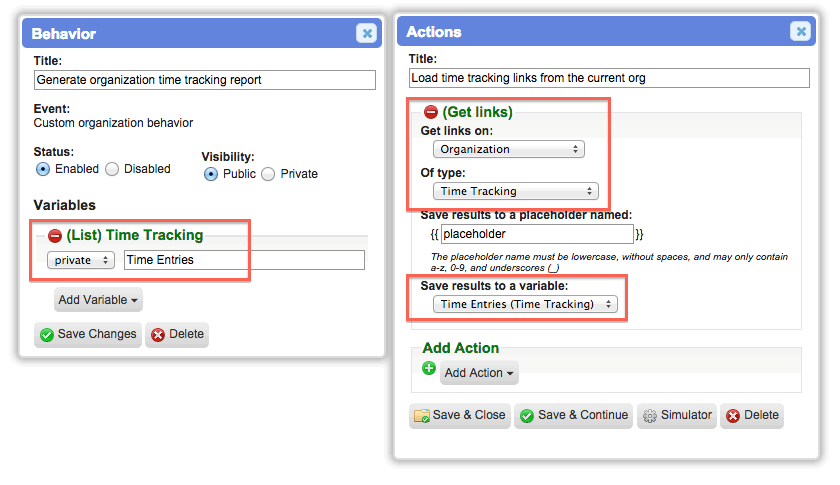 Behavior
Title:
Generate organization time tracking report
Event:
Custom organization behavior
Status:
Enabled Disabled
Visibility:
Public Private
Variables
(List) Time Tracking
private Time Entries
Add Variable
Save Changes Delete
Actions
Title:
Load time tracking links from the current org
(Get links)
Get links on:
Organization
Of type:
Time Tracking
Save results to a placeholder named:
{{ placeholder }}
The placeholder name must be lowercase, without spaces, and may only contain
a-z, 0-9, and underscores (_)
Save results to a variable:
Time Entries (Time Tracking)
Add Action
Add Action
Save & Close Save & Continue Simulator Delete